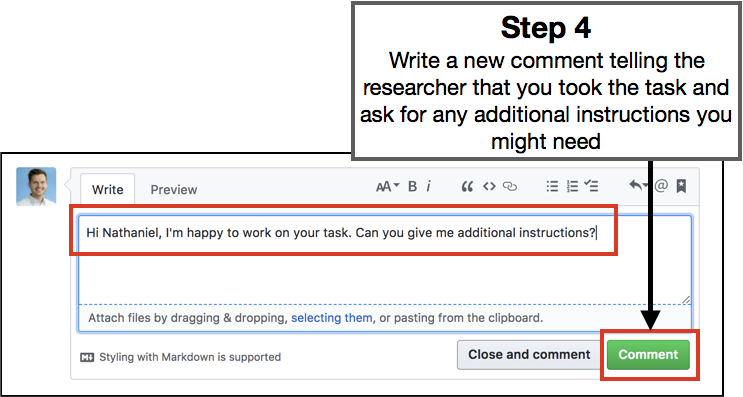 Step 4
Write a new comment telling the
researcher that you took the task and
ask for any additional instructions you
might need
Write
Preview
AA
B
i
Hi Nathaniel, I'm happy to work on your task. Can you give me additional instructions?
Attach files by dragging & dropping, selecting them, or pasting from the clipboard.
Styling with Markdown is supported
Close and comment
Comment